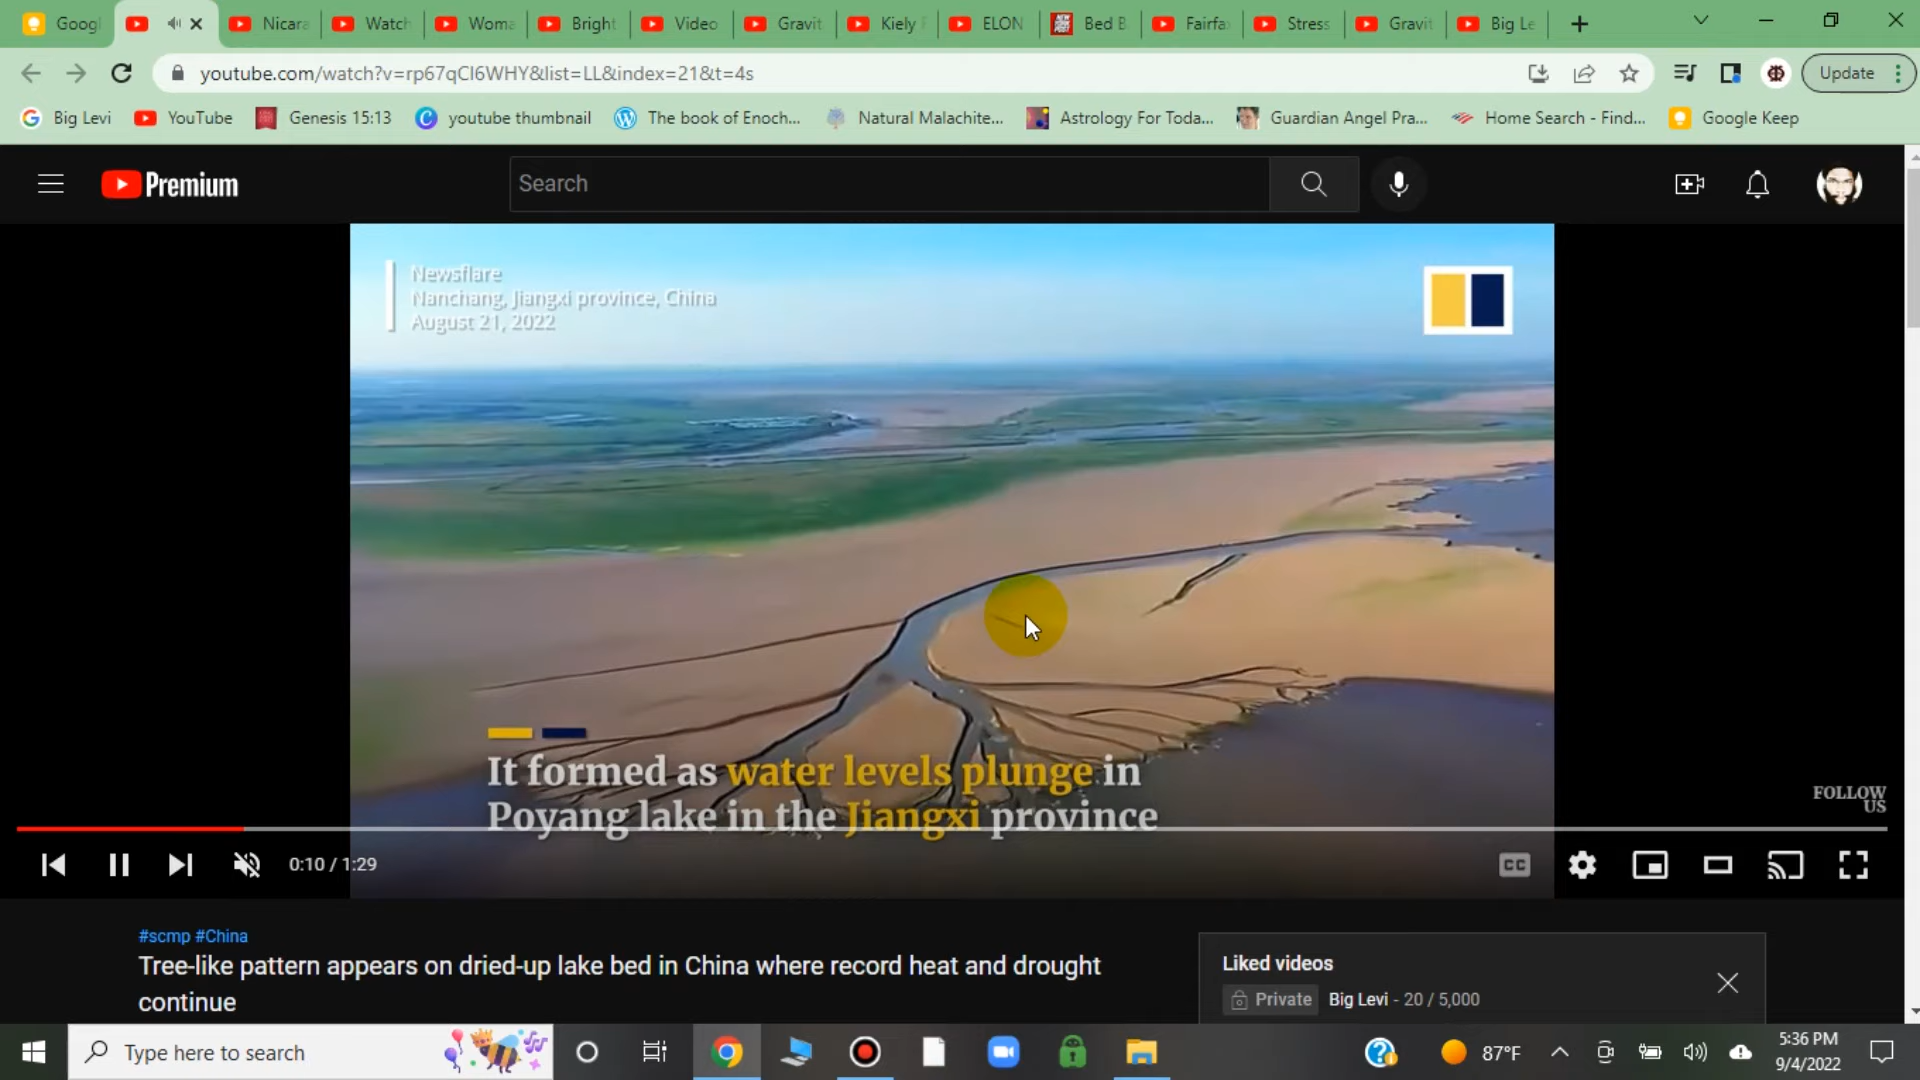 Googl
Nicara
Watch
Woma
Bright
Video
Gravit
Kiely
ELON
Bed B
Fairfa
Stress
Gravit
Big Le
youtube.com/watch?v=rp67qCI6WHY&list=LL&index=21&t=4s
Update
Big Levi
YouTube
Genesis 15:13
youtube thumbnail
The book of Enoch...
Natural Malachite...
Astrology For Toda...
Guardian Angel Pra...
Home Search - Find...
Google Keep
Premium
Search
Newsflare
Nanchang, Jiangxi province, China
August 21, 2022
It formed as water levels plunge in
Poyang lake in the Jiangxi province
FOLLOW
US
0:10 / 1:29
CC
#scmp #China
Tree-like pattern appears on dried-up lake bed in China where record heat and drought
continue
Liked videos
Private
Big Levi - 20 / 5,000
Type here to search
87°F
5:36 PM
9/4/2022